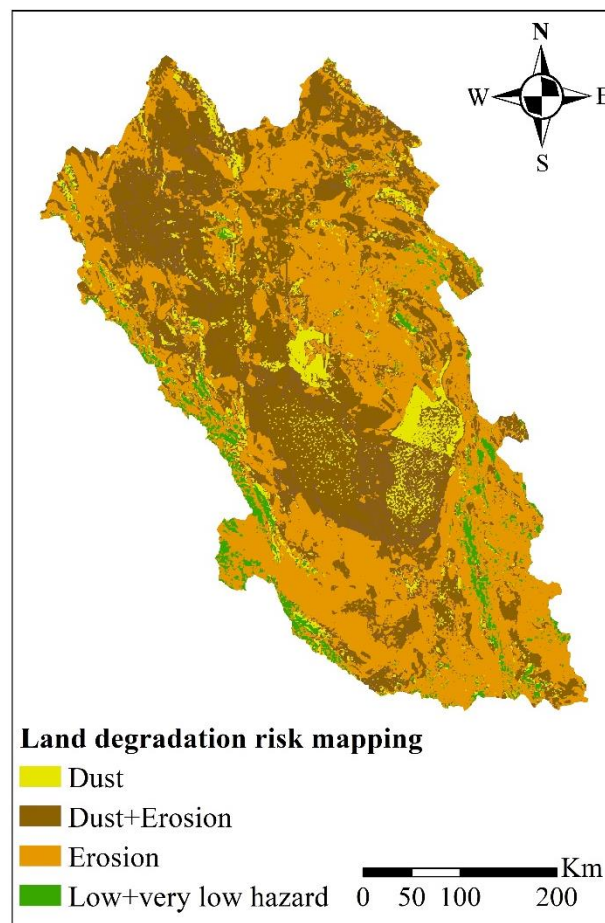 N
W E
S
Land degradation risk mapping
Dust
Dust+Erosion
Erosion
Low+very low hazard
Km
0 50 100 200